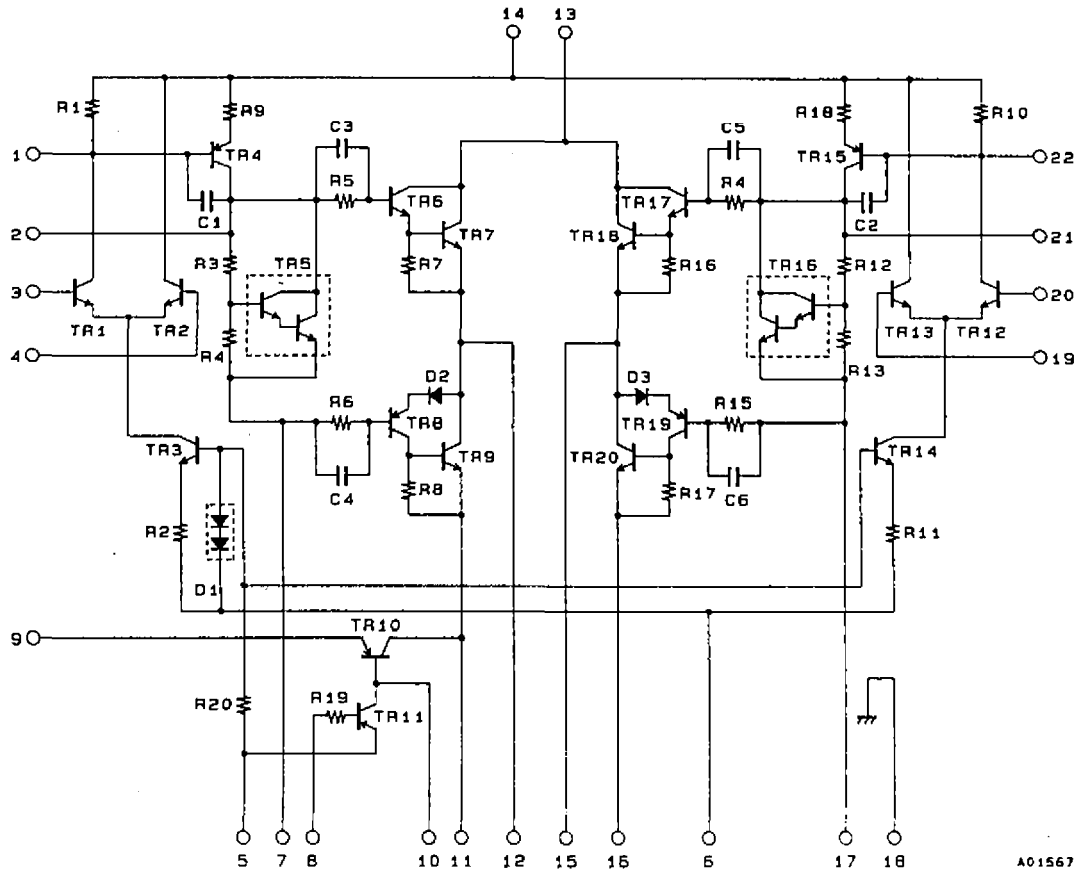 14 13
R1 R9 R18 R10
C3 C5
1 TR4 TR15 22
R5 TR6 TR17 R4
C1 C2
2 TR7 TR18 21
R3 TR5 R7 R16 TR16 R12
3 20
TR1 TR2 TR13 TR12
R4 R13
4 19
D2 D3
R6 TR8 TR19 R15
TR3 TR9 TR20 TR14
C4 R8 R17 C6
R2 R11
D1
9 TR10
R20 R19 TR11
5 7 8 10 11 12 15 16 6 17 18
A01567